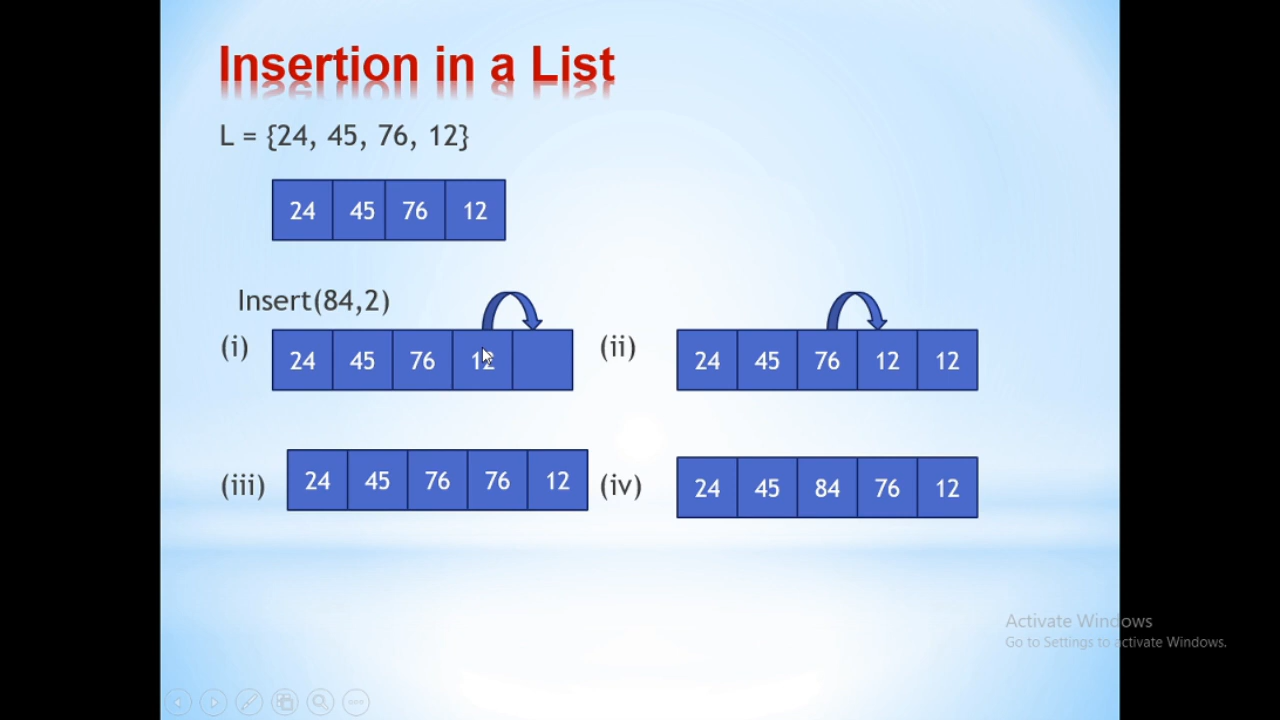 Insertion in a List
L = {24, 45, 76, 12}
24 45 76 12
Insert(84,2)
(i) 24 45 76 12
(ii) 24 45 76 12 12
(iii) 24 45 76 76 12
(iv) 24 45 84 76 12
Activate Windows
Go to Settings to activate Windows.